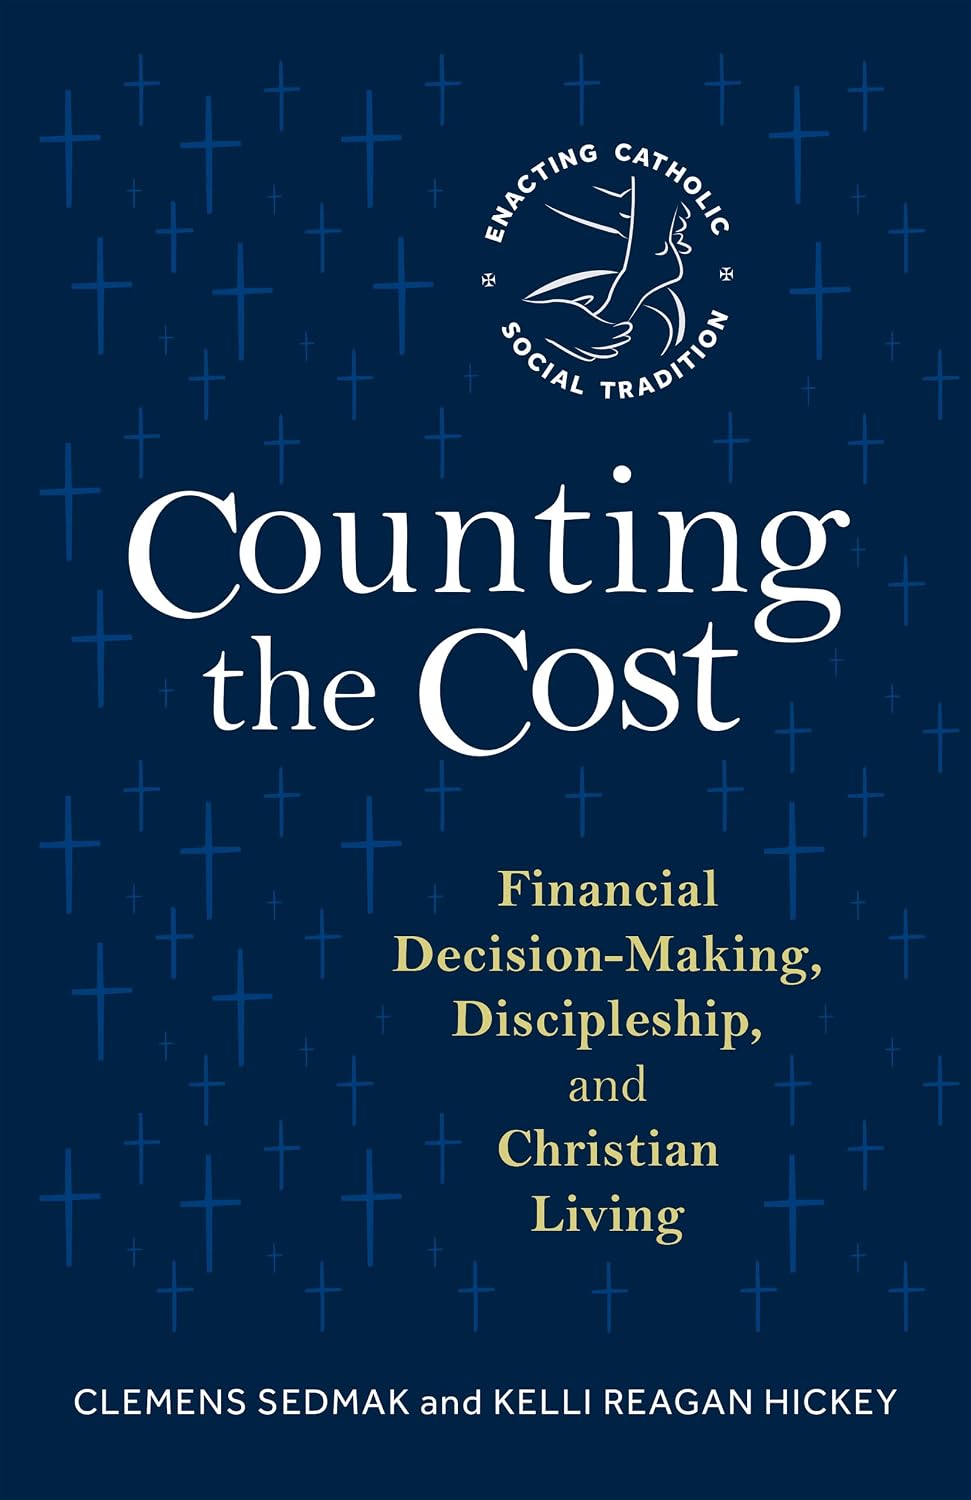 ENACTING CATHOLIC
SOCIAL TRADITION
Counting
the Cost
Financial
Decision-Making,
Discipleship,
and
Christian
Living
CLEMENS SEDMAK and KELLI REAGAN HICKEY